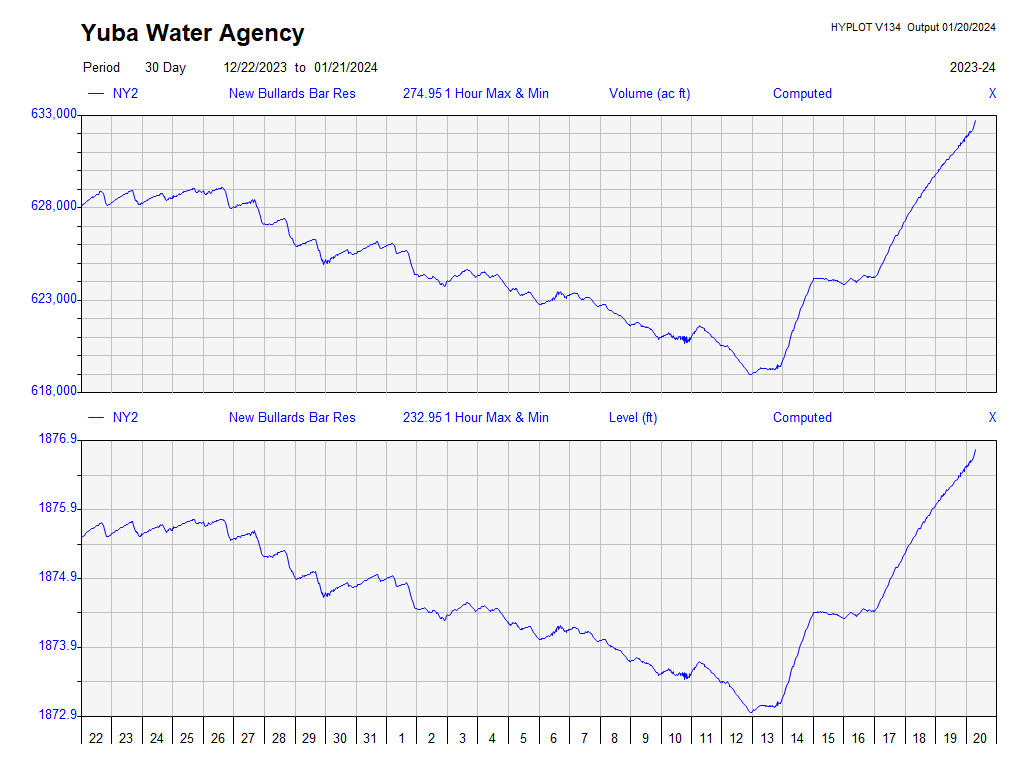 Yuba Water Agency
HYPLOT V134 Output 01/20/2024
Period 30 Day 12/22/2023 to 01/21/2024 2023-24
NY2 New Bullards Bar Res 274.95 1 Hour Max & Min Volume (ac ft) Computed X
633,000
628,000
623,000
618,000
NY2 New Bullards Bar Res 232.95 1 Hour Max & Min Level (ft) Computed X
1876.9
1875.9
1874.9
1873.9
1872.9
22 23 24 25 26 27 28 29 30 31 1 2 3 4 5 6 7 8 9 10 11 12 13 14 15 16 17 18 19 20